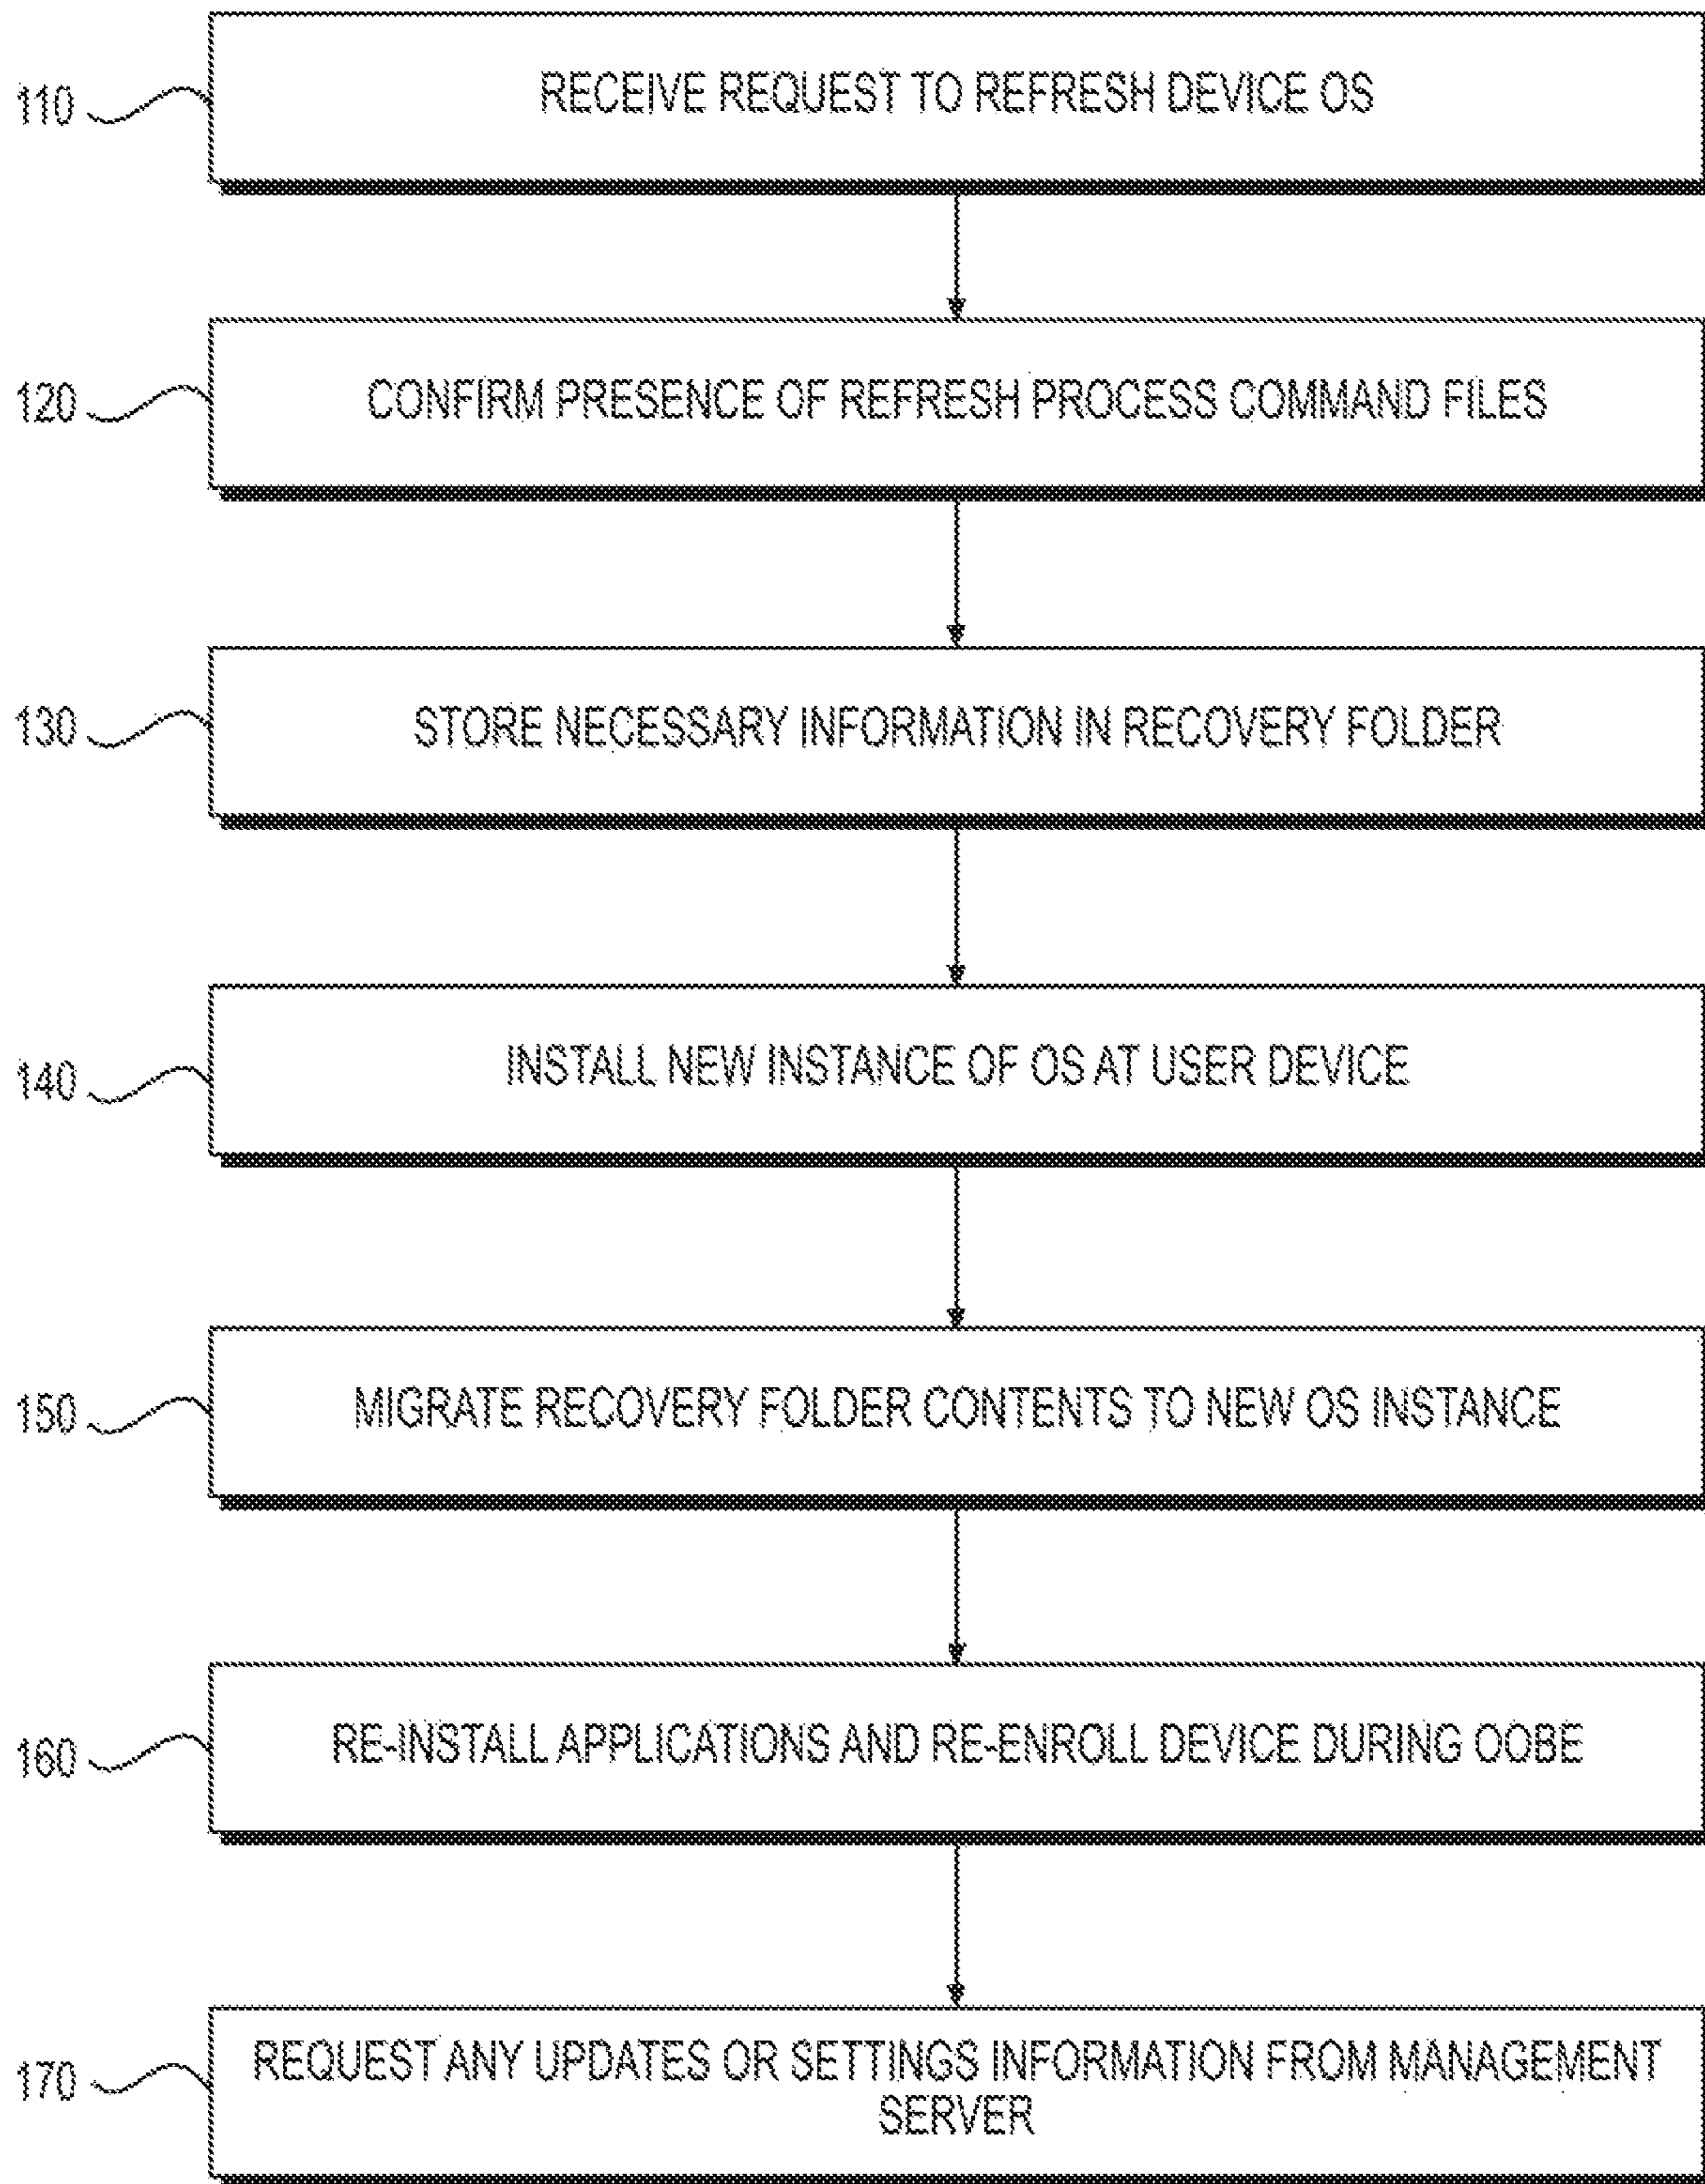 110
RECEIVE REQUEST TO REFRESH DEVICE OS
120
CONFIRM PRESENCE OF REFRESH PROCESS COMMAND FILES
130
STORE NECESSARY INFORMATION IN RECOVERY FOLDER
140
INSTALL NEW INSTANCE OF OS AT USER DEVICE
150
MIGRATE RECOVERY FOLDER CONTENTS TO NEW OS INSTANCE
160
RE-INSTALL APPLICATIONS AND RE-ENROLL DEVICE DURING OOBE
170
REQUEST ANY UPDATES OR SETTINGS INFORMATION FROM MANAGEMENT
SERVER